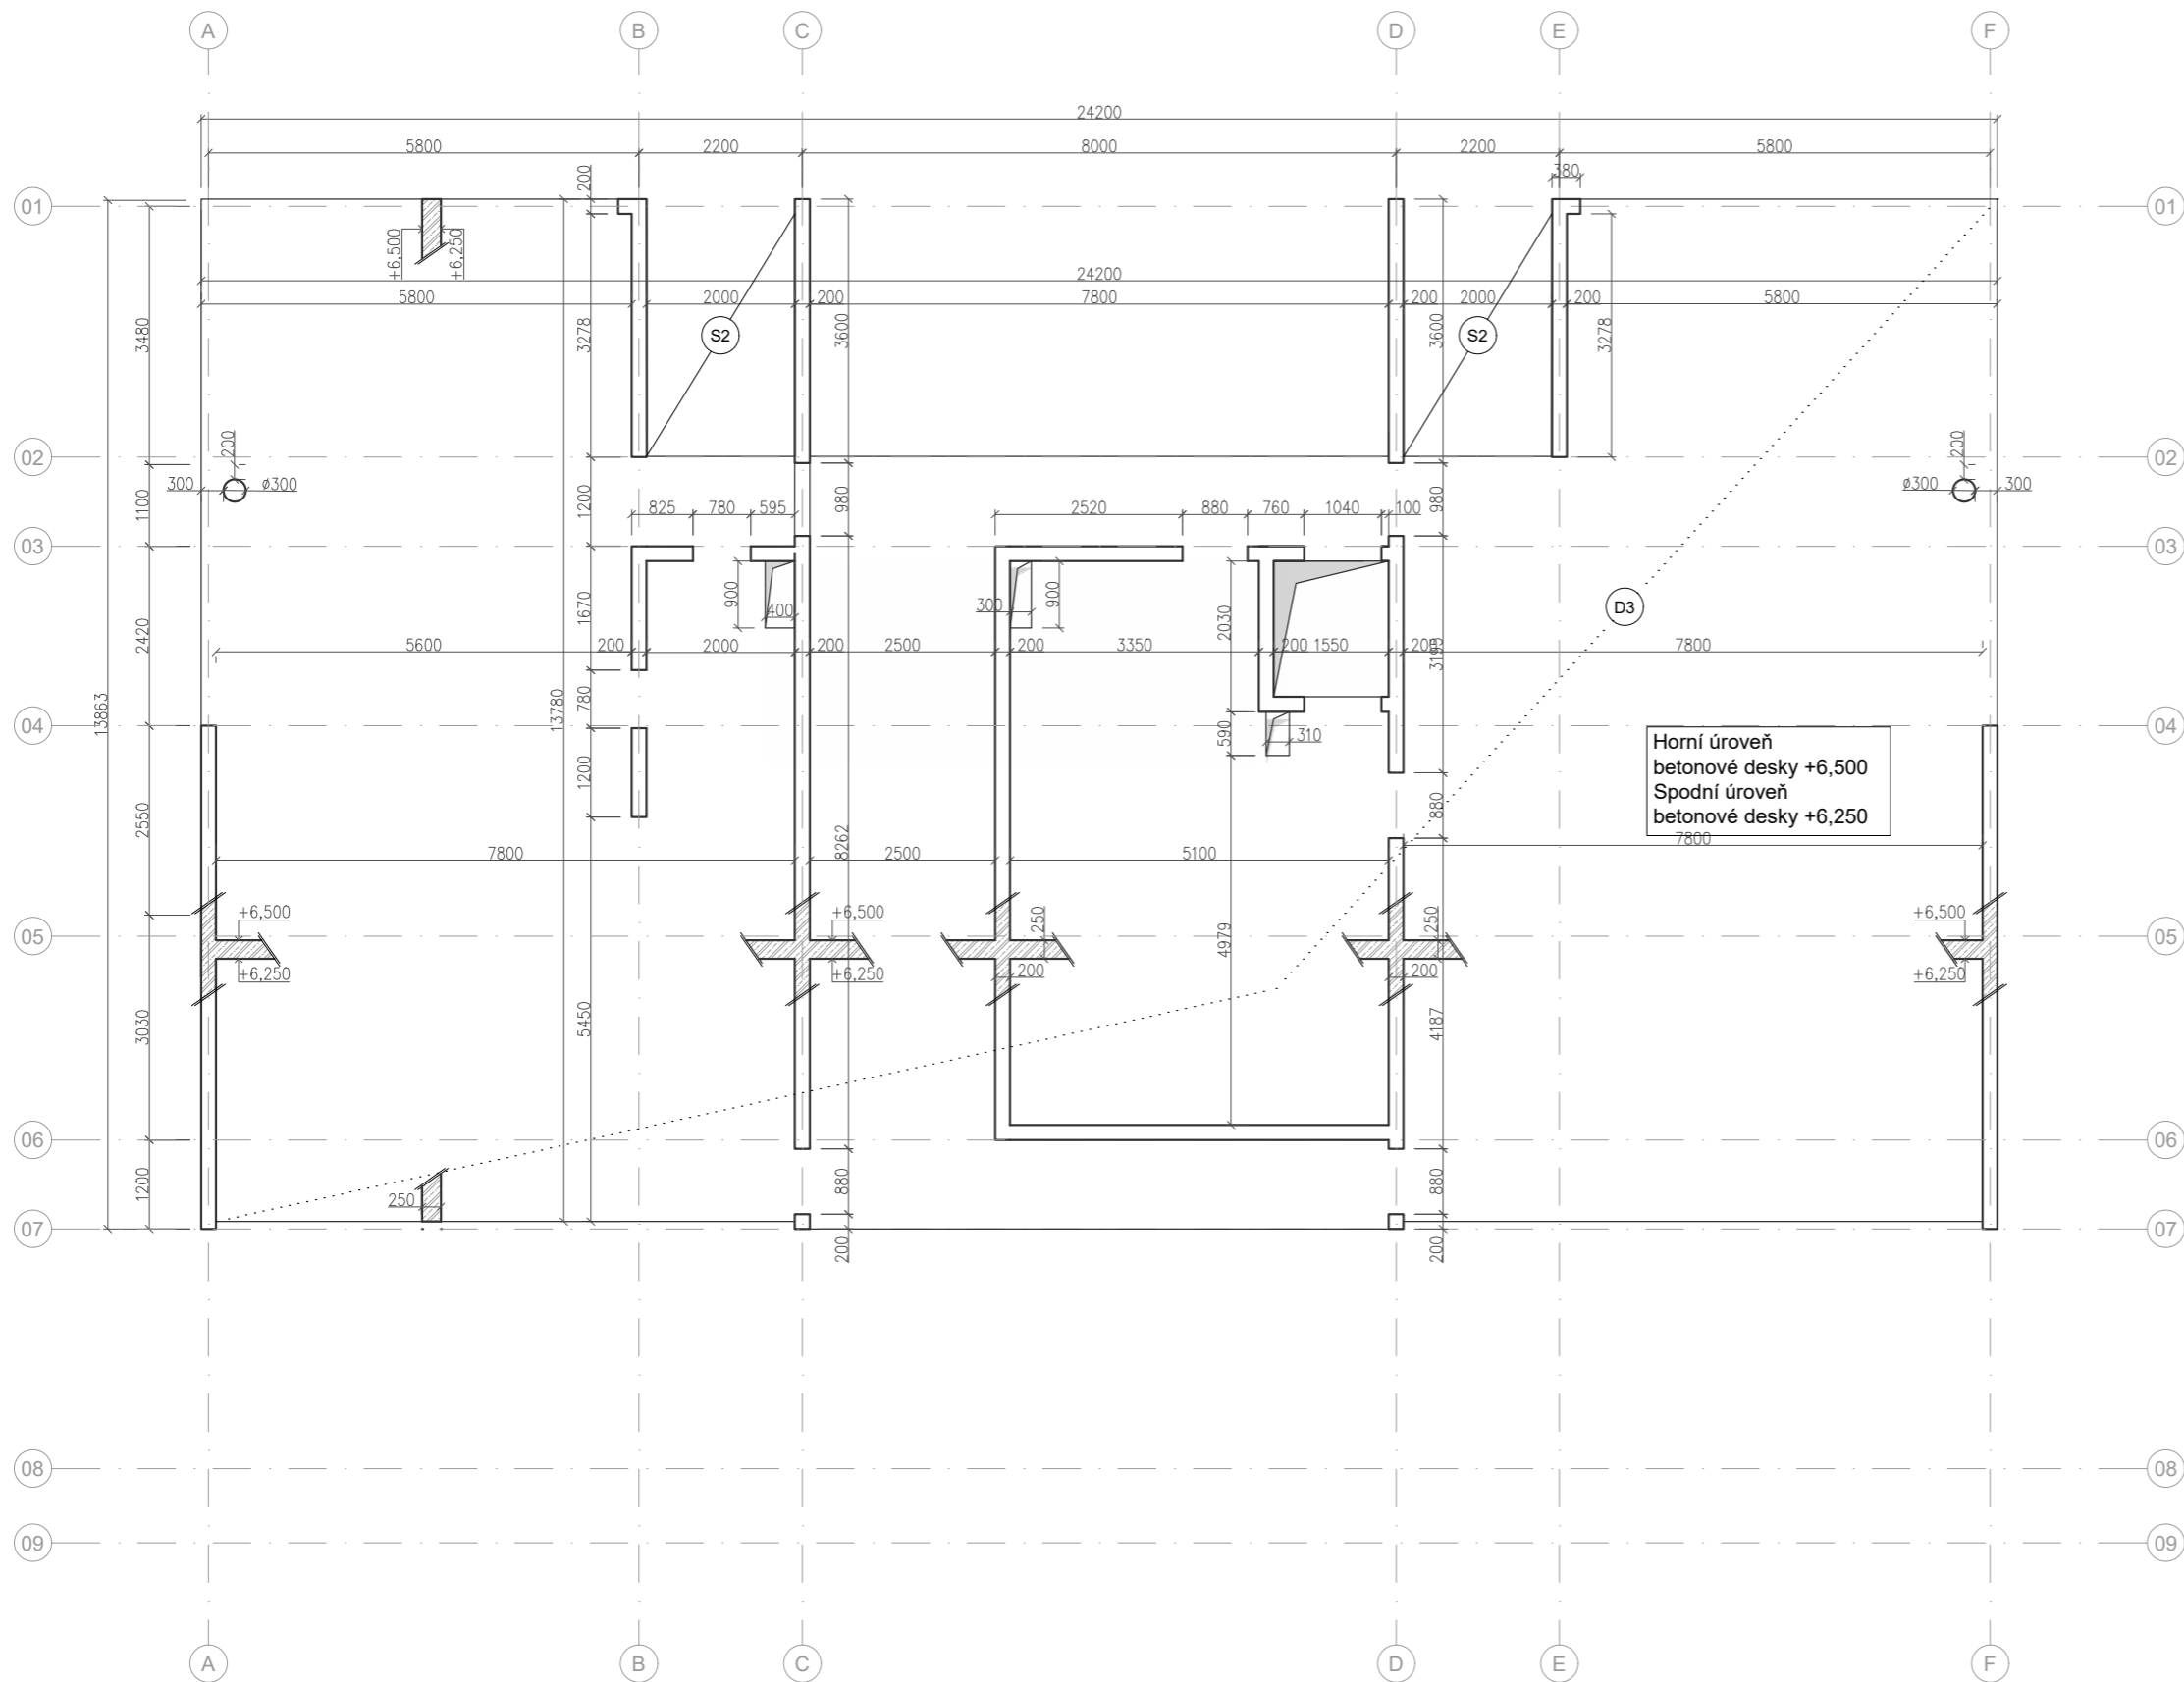 A B C D E F
24200
5800 2200 8000 2200 5800
380
200
01 01
+6,500 +6,250
24200
5800 2000 200 7800 200 2000 200 5800
3480 3278 3600 3600 3278
S2 S2
02 02
200 200
300 ø300 ø300 300
1100 1200 980 980
825 780 595 2520 880 760 1040 100
03 03
900 400 300 900
2420 1670 2030 3195
D3
5600 200 2000 200 2500 200 3350 200 1550 200 7800
13863 13780 780
04 04
590 310
Horní úroveň
betonové desky +6,500
Spodní úroveň
betonové desky +6,250
2550 1200 8262 880
7800
7800 2500 5100
+6,500 +6,500 250 250 +6,500
05 05
4979
+6,250 +6,250 200 200 +6,250
3030 5450 4187
06 06
1200 880 880
250
07 07
200 200
08 08
09 09
A B C D E F